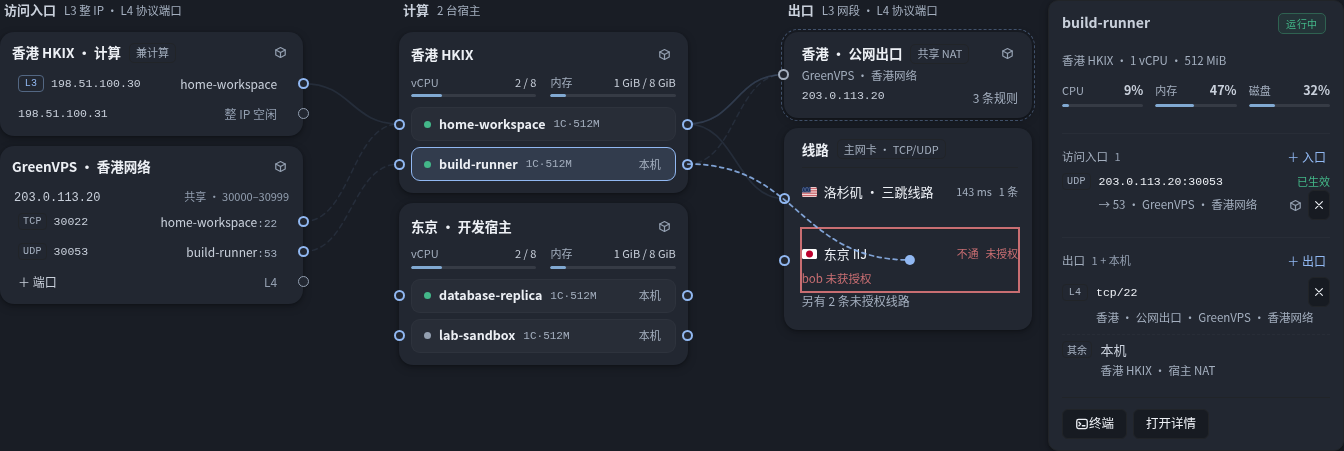 访问入口 L3 整 IP · L4 协议端口
香港 HKIX · 计算 兼计算
L3 198.51.100.30 home-workspace
198.51.100.31 整 IP 空闲
GreenVPS · 香港网络
203.0.113.20 共享 · 30000–30999
TCP 30022 home-workspace:22
UDP 30053 build-runner:53
＋ 端口 L4
计算 2 台宿主
香港 HKIX
vCPU 2 / 8 内存 1 GiB / 8 GiB
home-workspace 1C·512M
build-runner 1C·512M 本机
东京 · 开发宿主
vCPU 2 / 8 内存 1 GiB / 8 GiB
database-replica 1C·512M 本机
lab-sandbox 1C·512M 本机
出口 L3 网段 · L4 协议端口
香港 · 公网出口 共享 NAT
GreenVPS · 香港网络
203.0.113.20 3 条规则
线路 主网卡 · TCP/UDP
洛杉矶 · 三跳线路 143 ms 1 条
东京 IIJ 不通 未授权
bob 未获授权
另有 2 条未授权线路
build-runner 运行中
香港 HKIX · 1 vCPU · 512 MiB
CPU 9% 内存 47% 磁盘 32%
访问入口 1 ＋ 入口
UDP 203.0.113.20:30053 已生效
→ 53 · GreenVPS · 香港网络
出口 1 + 本机 ＋ 出口
L4 tcp/22
香港 · 公网出口 · GreenVPS · 香港网络
其余 本机
香港 HKIX · 宿主 NAT
终端 打开详情